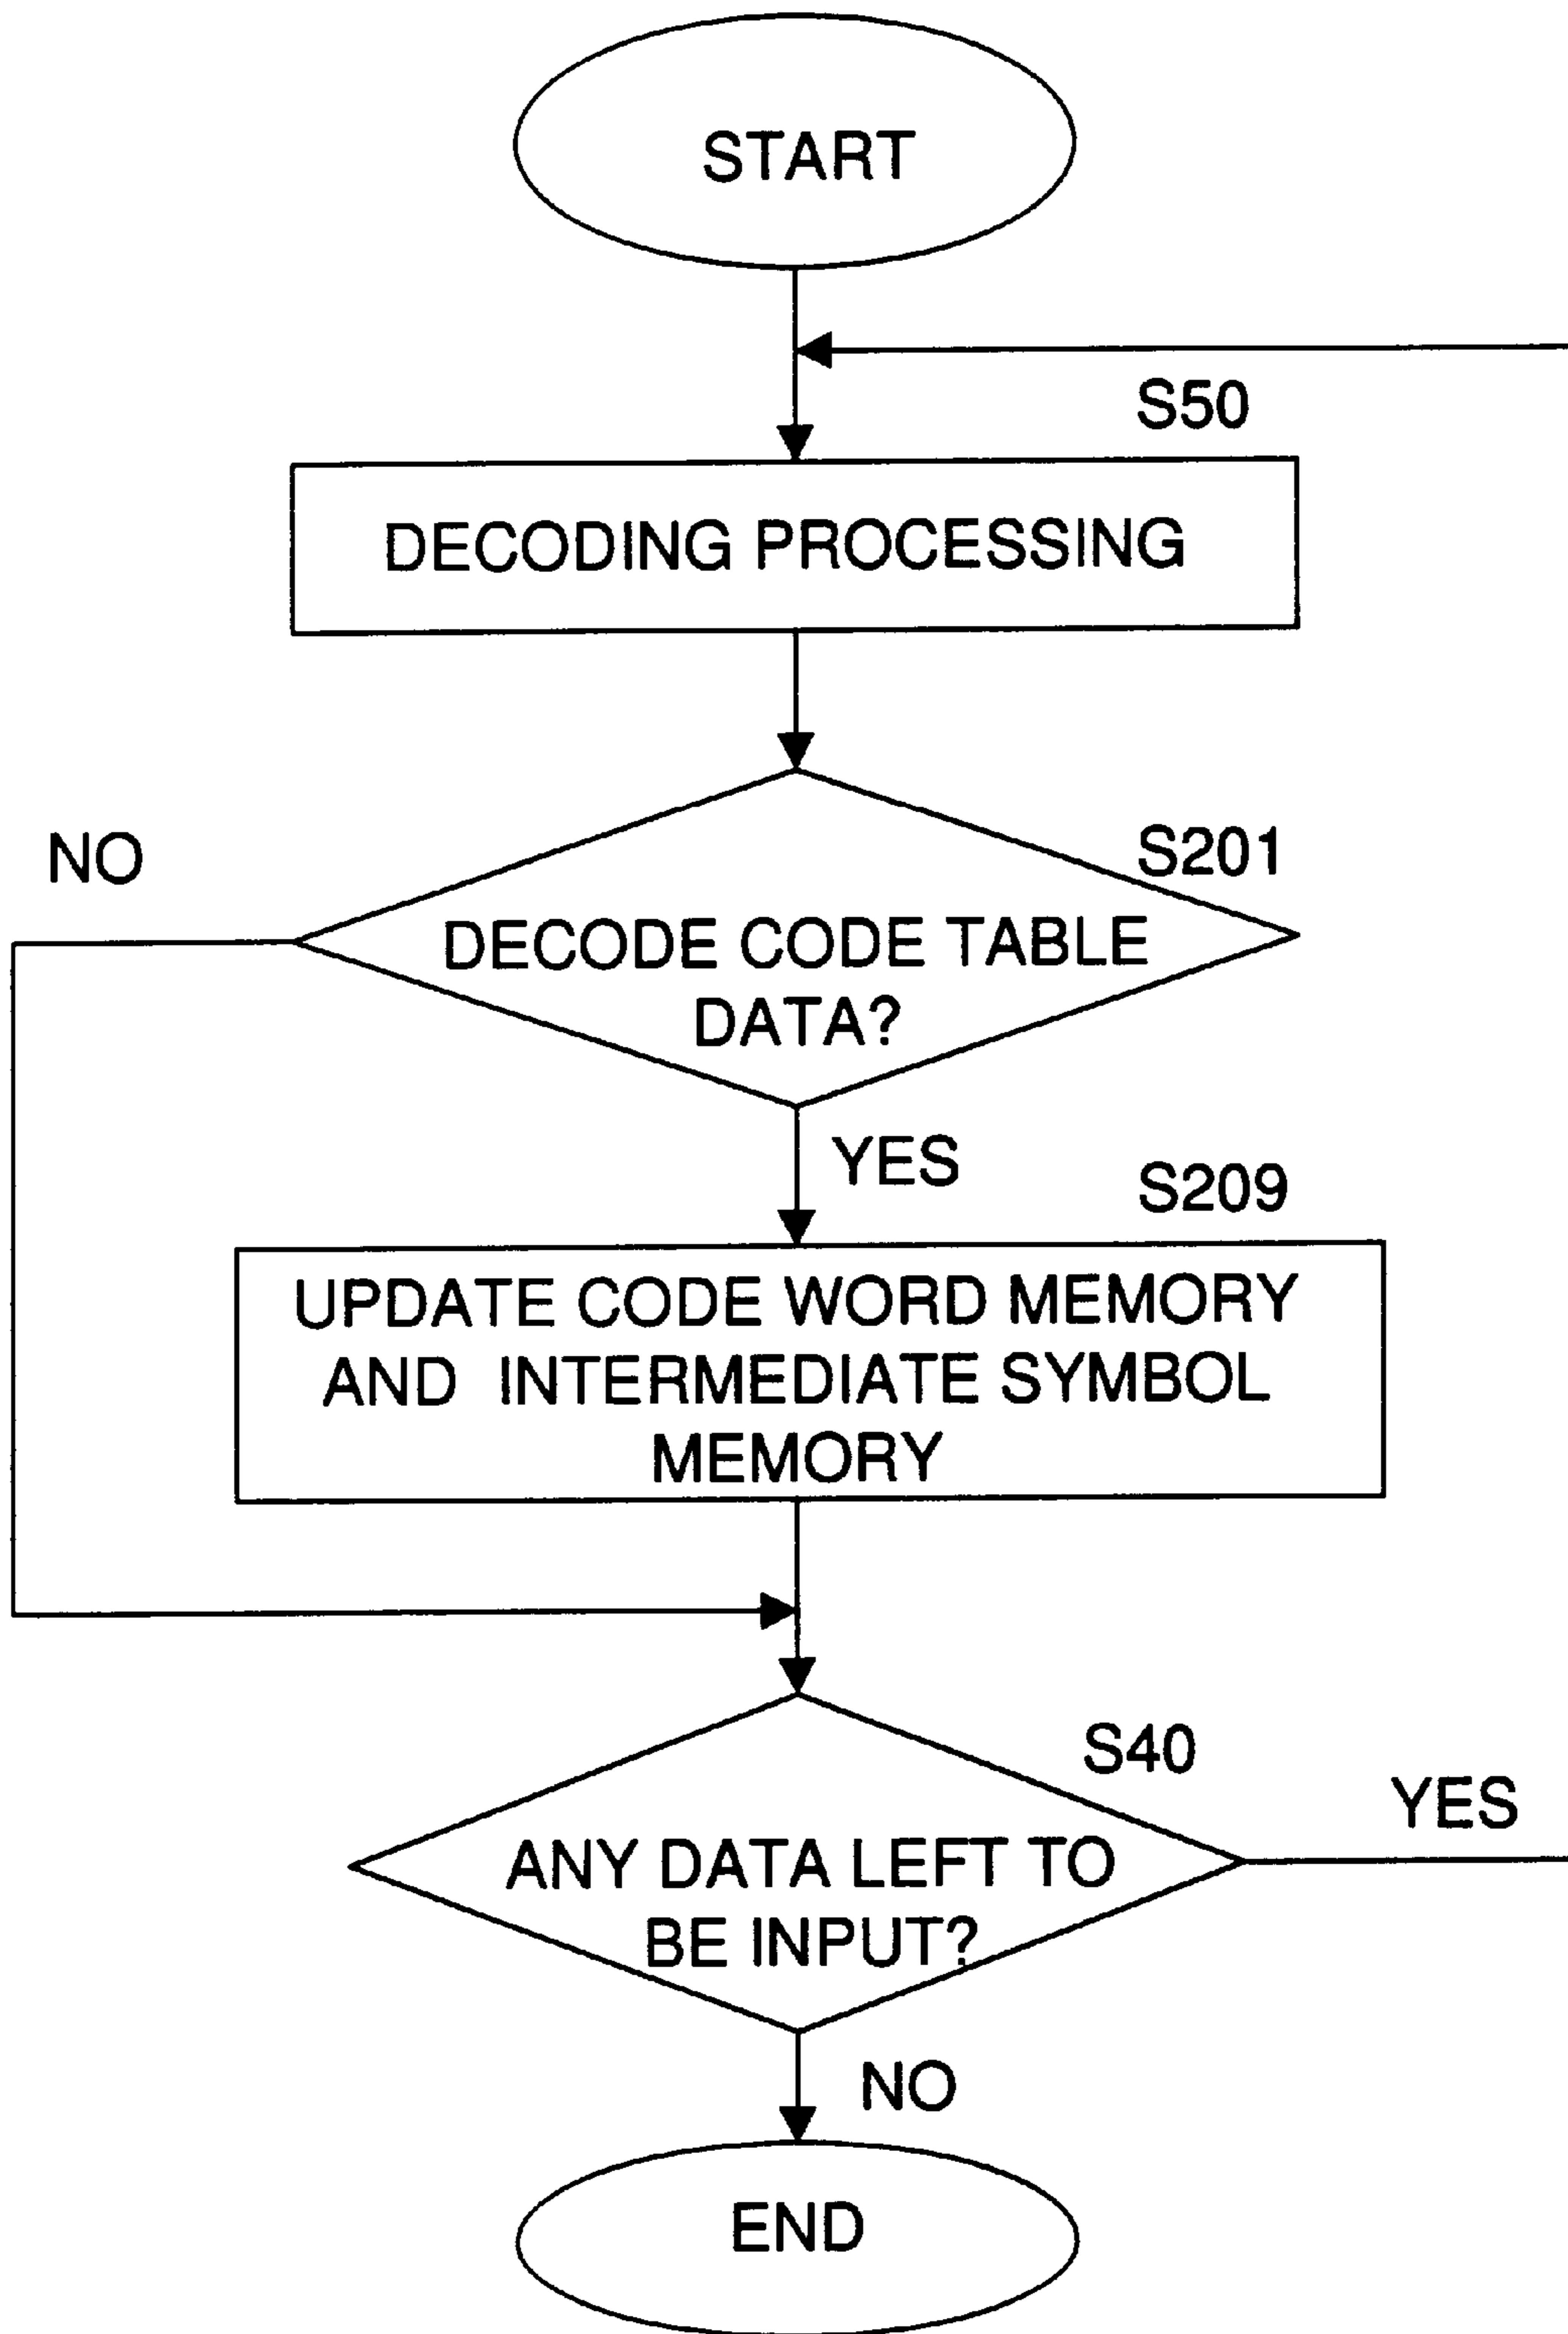 START
S50
DECODING PROCESSING
NO
S201
DECODE CODE TABLE
DATA?
YES
S209
UPDATE CODE WORD MEMORY
AND INTERMEDIATE SYMBOL
MEMORY
S40
YES
ANY DATA LEFT TO
BE INPUT?
NO
END